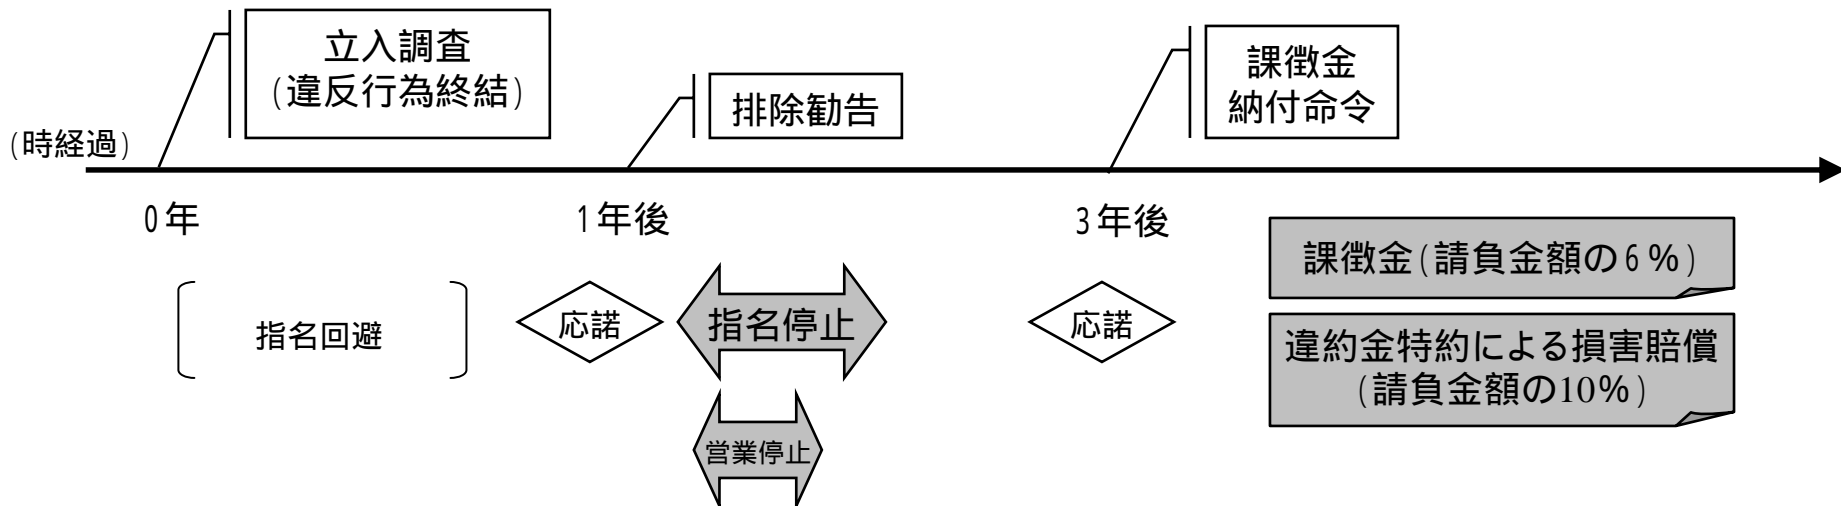 立入調査
(違反行為終結)
排除勧告
課徴金
納付命令
(時経過)
0年
1年後
3年後
課徴金(請負金額の6%)
指名回避
応諾
指名停止
応諾
違約金特約による損害賠償
(請負金額の10%)
営業停止